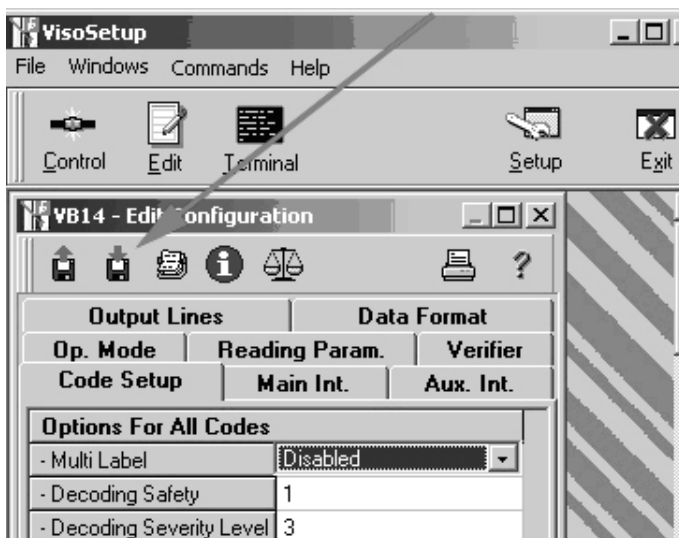 VisoSetup
File Windows Commands Help
Control Edit Terminal Setup Exit
VB14 - Edit Configuration
Output Lines Data Format
Op. Mode Reading Param. Verifier
Code Setup Main Int. Aux. Int.
Options For All Codes
- Multi Label Disabled
- Decoding Safety 1
- Decoding Severity Level 3